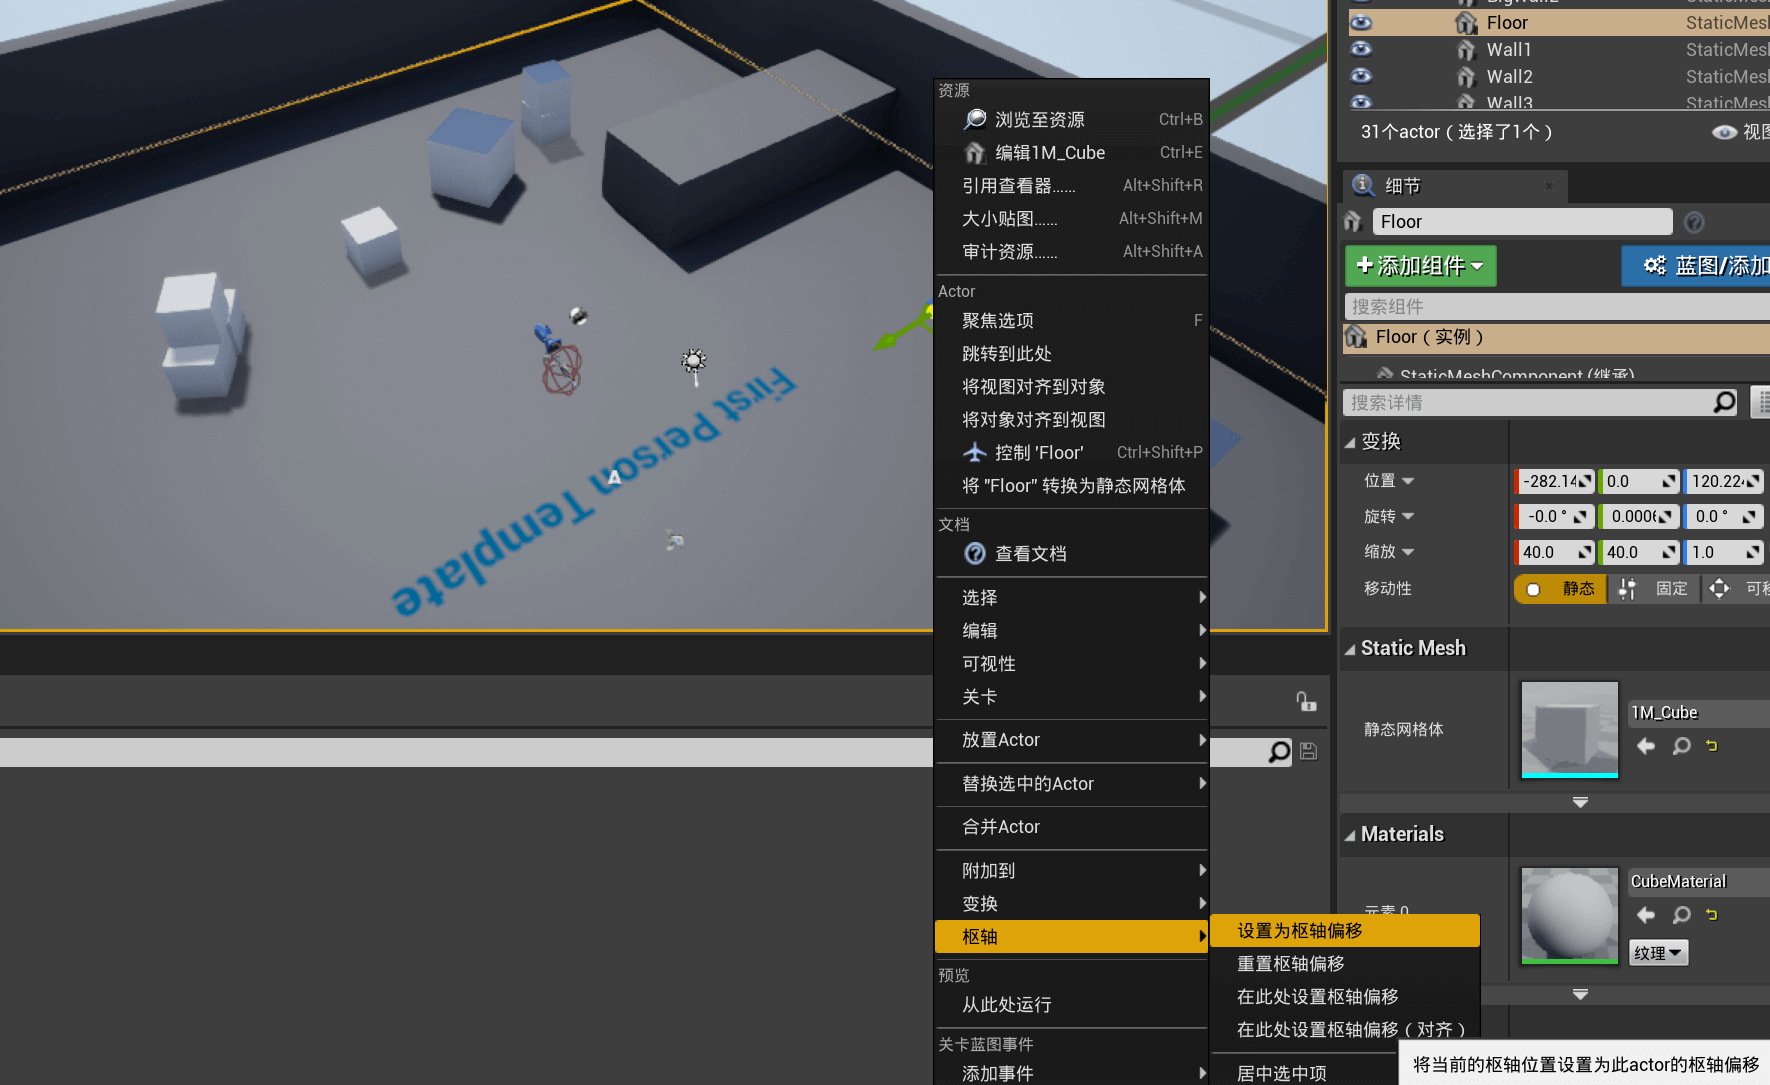 Floor StaticMesl
Wall1 StaticMesl
Wall2 StaticMesl
Wall3 StaticMesl
31个actor（选择了1个）
视图
细节
Floor
添加组件
蓝图/添加
搜索组件
Floor（实例）
StaticMeshComponent (继承)
搜索详情
变换
位置 -282.14 0.0 120.224
旋转 -0.0 ° 0.0006 0.0 °
缩放 40.0 40.0 1.0
移动性 静态 固定 可移
Static Mesh
静态网格体 1M_Cube
Materials
元素 0 CubeMaterial
纹理
First Person Template
资源
浏览至资源 Ctrl+B
编辑1M_Cube Ctrl+E
引用查看器…… Alt+Shift+R
大小贴图…… Alt+Shift+M
审计资源…… Alt+Shift+A
Actor
聚焦选项 F
跳转到此处
将视图对齐到对象
将对象对齐到视图
控制 'Floor' Ctrl+Shift+P
将 "Floor" 转换为静态网格体
文档
查看文档
选择
编辑
可视性
关卡
放置Actor
替换选中的Actor
合并Actor
附加到
变换
枢轴
预览
从此处运行
关卡蓝图事件
添加事件
设置为枢轴偏移
重置枢轴偏移
在此处设置枢轴偏移
在此处设置枢轴偏移（对齐）
居中选中项
将当前的枢轴位置设置为此actor的枢轴偏移